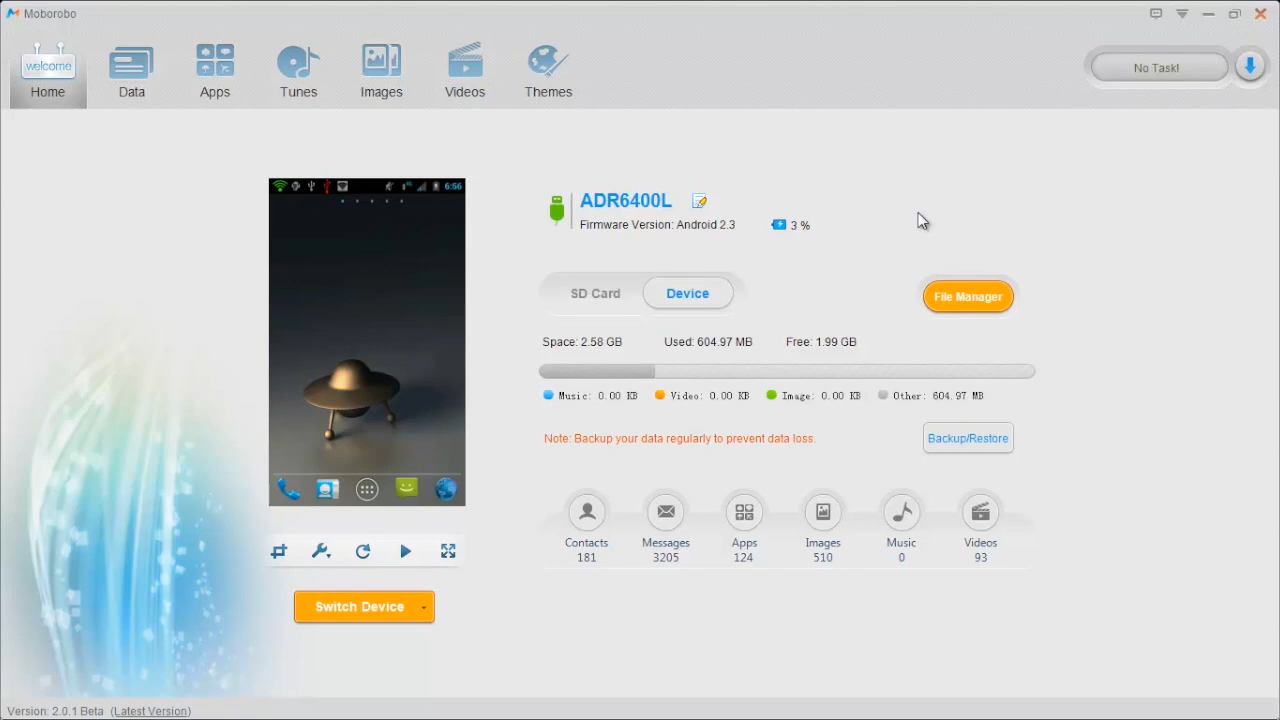 Moborobo
welcome
Home
Data
Apps
Tunes
Images
Videos
Themes
No Task!
6:56
ADR6400L
Firmware Version: Android 2.3
3 %
SD Card
Device
File Manager
Space: 2.58 GB
Used: 604.97 MB
Free: 1.99 GB
Music: 0.00 KB
Video: 0.00 KB
Image: 0.00 KB
Other: 604.97 MB
Note: Backup your data regularly to prevent data loss.
Backup/Restore
Contacts
181
Messages
3205
Apps
124
Images
510
Music
0
Videos
93
Switch Device
Version: 2.0.1 Beta (Latest Version)